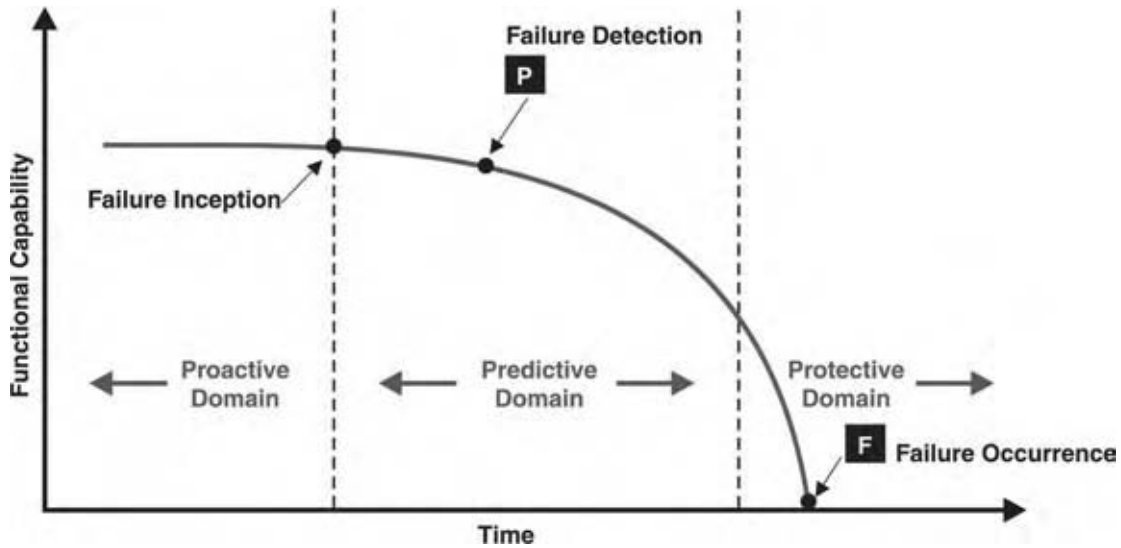 Failure Detection
P
Failure Inception
Functional Capability
Proactive
Domain
Predictive
Domain
Protective
Domain
F
Failure Occurrence
Time